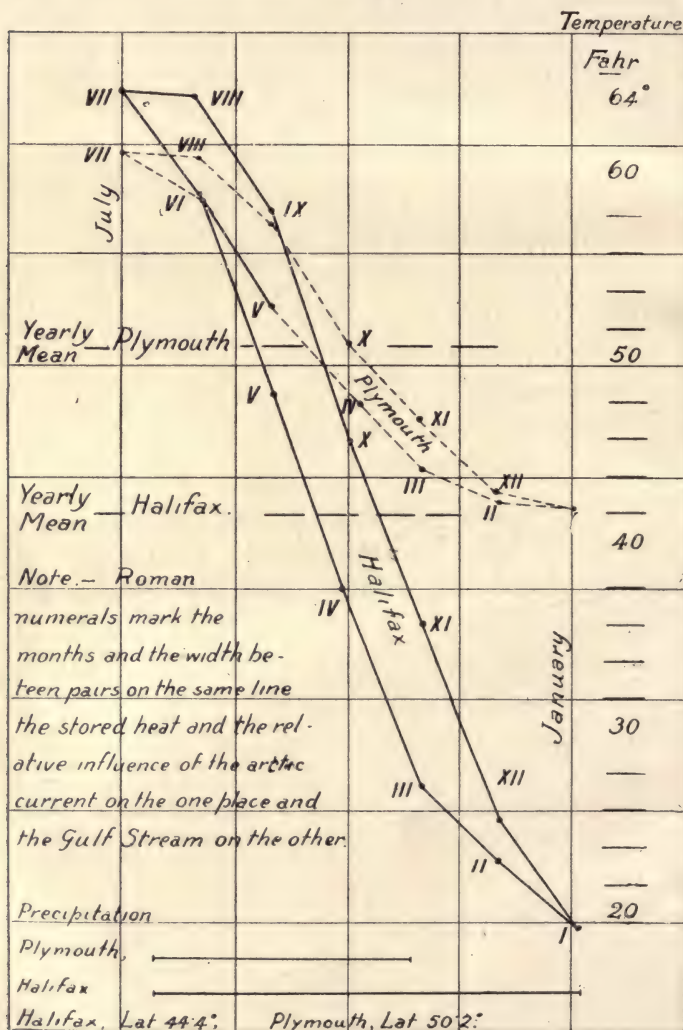 Temperature
Fahr
64°
VII
VIII
VII
VIII
60
July
VI
IX
V
Yearly
Mean
Plymouth
X
50
V
IV
Plymouth
XI
X
III
XII
II
Yearly
Mean
Halifax.
40
Note.- Roman
numerals mark the
months and the width be-
teen pairs on the same line
the stored heat and the rel-
ative influence of the arctic
current on the one place and
the Gulf Stream on the other.
IV
Halifax
XI
January
30
III
XII
II
20
I
Precipitation
Plymouth,
Halifax
Halifax, Lat 44·4°; Plymouth, Lat 50·2°.